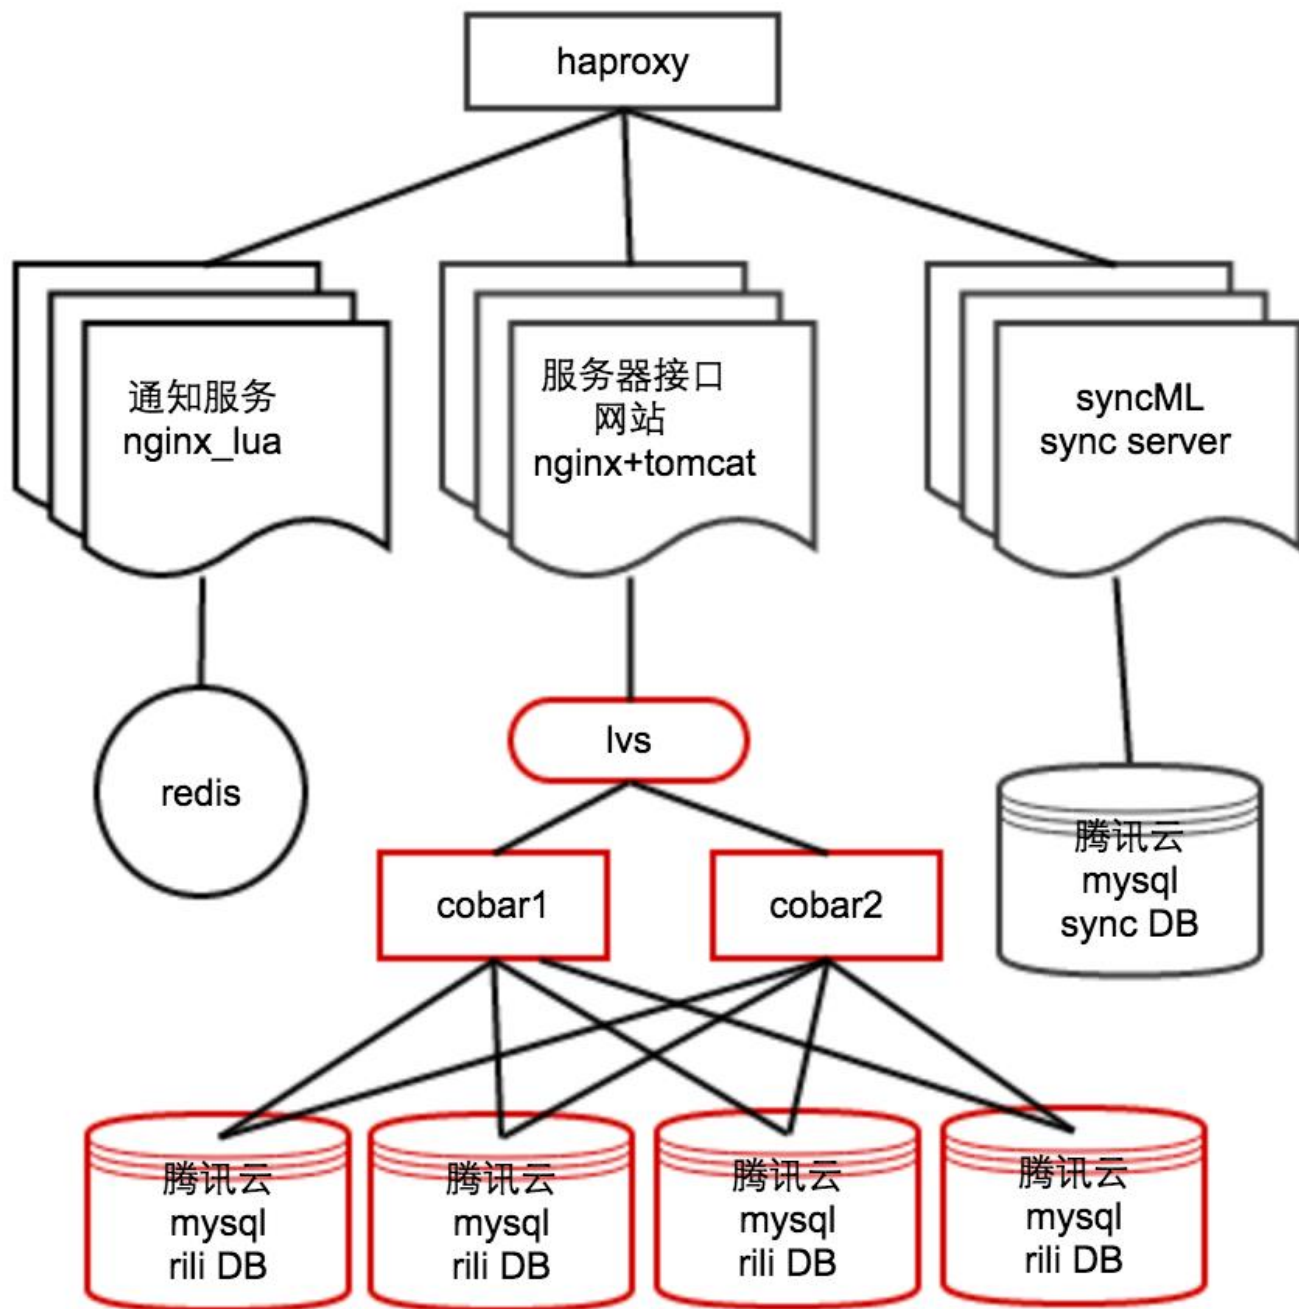 haproxy
通知服务
nginx_lua
服务器接口
网站
nginx+tomcat
syncML
sync server
redis
lvs
腾讯云
mysql
sync DB
cobar1
cobar2
腾讯云
mysql
rili DB
腾讯云
mysql
rili DB
腾讯云
mysql
rili DB
腾讯云
mysql
rili DB